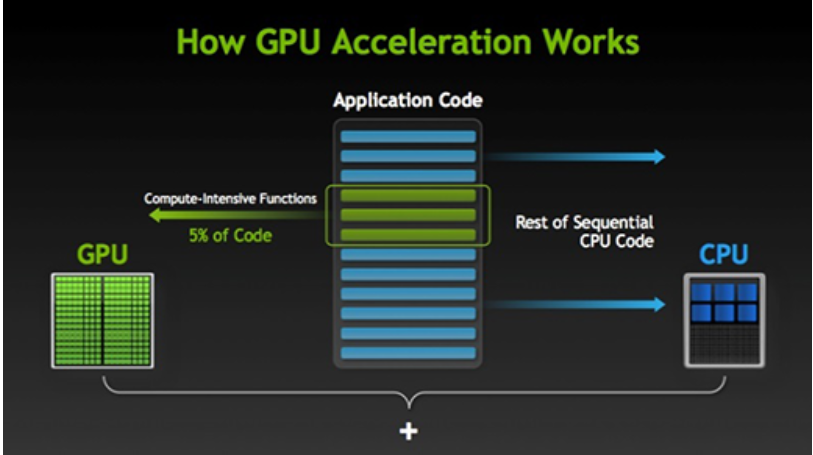 How GPU Acceleration Works
Application Code
Compute-Intensive Functions
5% of Code
Rest of Sequential
CPU Code
GPU
CPU
+